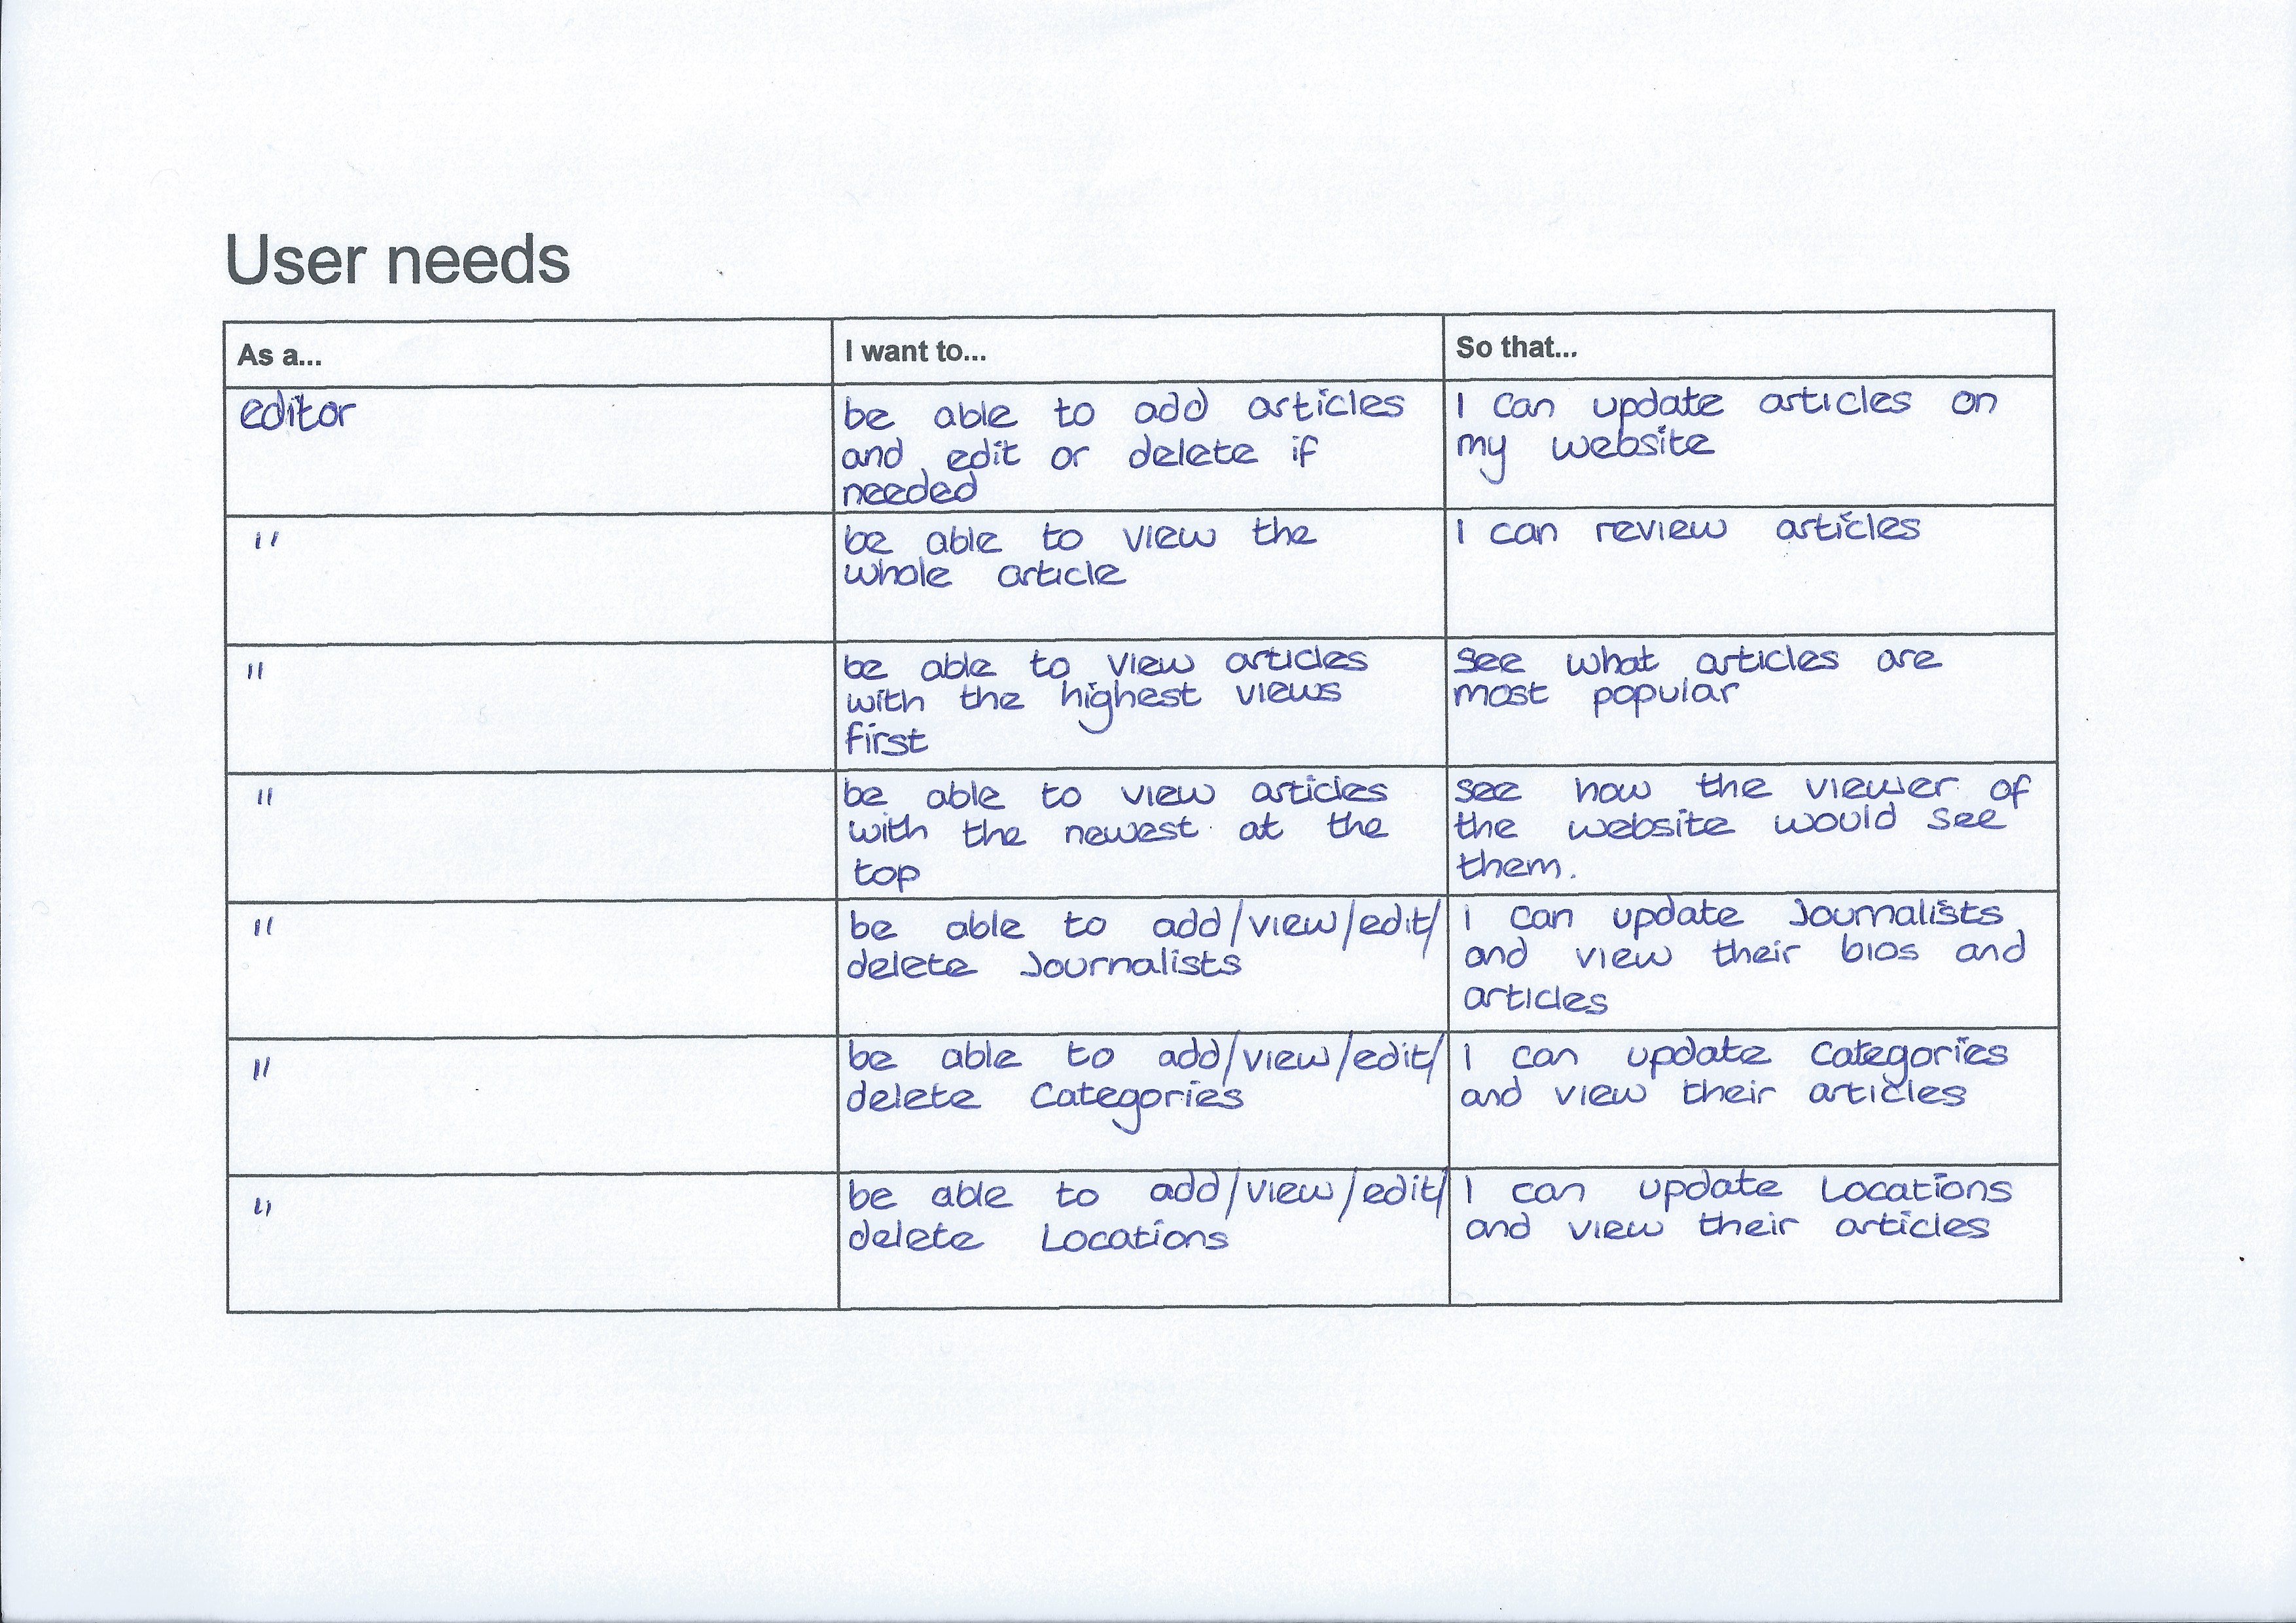 User needs
As a...
I want to...
So that...
editor
be able to add articles
and edit or delete if
needed
I can update articles on
my website
"
be able to view the
whole article
I can review articles
"
be able to view articles
with the highest views
first
see what articles are
most popular
"
be able to view articles
with the newest at the
top
see how the viewer of
the website would see
them.
"
be able to add/view/edit/
delete Journalists
I can update Journalists
and view their bios and
articles
"
be able to add/view/edit/
delete Categories
I can update Categories
and view their articles
"
be able to add/view/edit/
delete Locations
I can update Locations
and view their articles